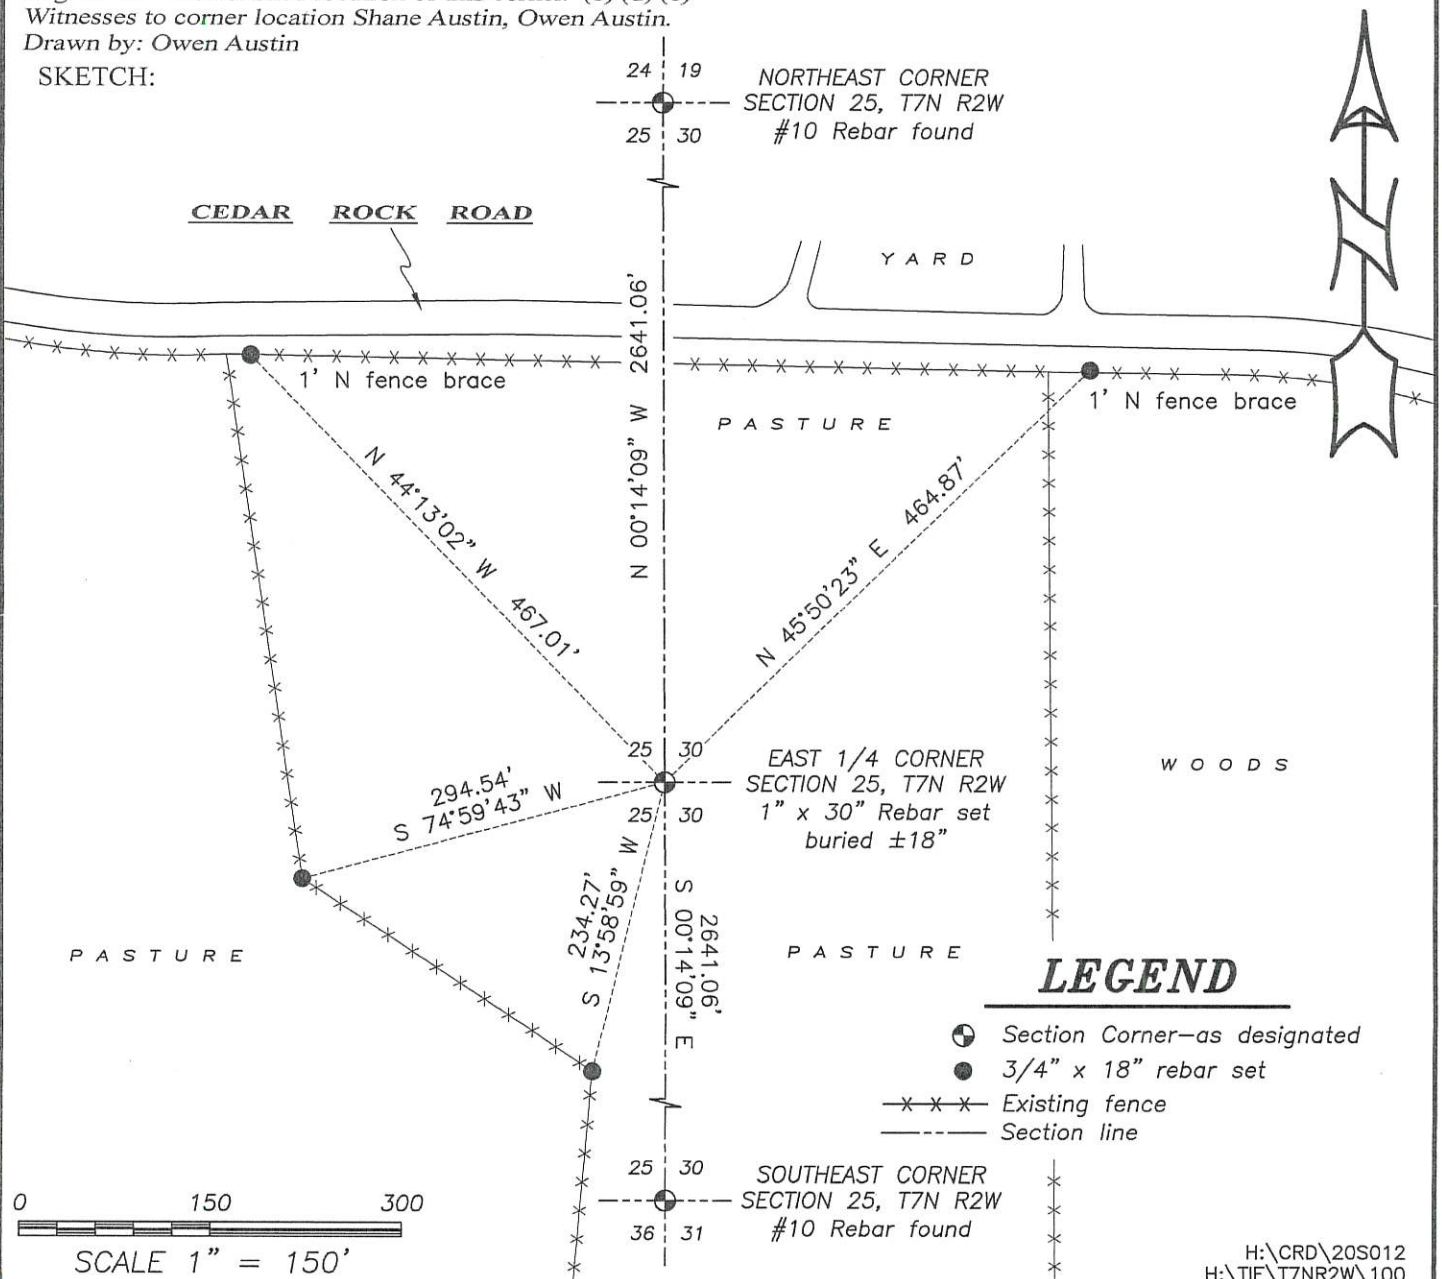 Witnesses to corner location Shane Austin, Owen Austin.
Drawn by: Owen Austin
SKETCH:
24 19
25 30
NORTHEAST CORNER
SECTION 25, T7N R2W
#10 Rebar found
CEDAR ROCK ROAD
YARD
N 00°14'09" W 2641.06'
1' N fence brace
1' N fence brace
PASTURE
N 44°13'02" W 467.01'
N 45°50'23" E 464.87'
25 30
25 30
EAST 1/4 CORNER
SECTION 25, T7N R2W
1" x 30" Rebar set
buried ±18"
WOODS
294.54'
S 74°59'43" W
234.27'
S 13°58'59" W
2641.06'
S 00°14'09" E
PASTURE
PASTURE
LEGEND
Section Corner-as designated
3/4" x 18" rebar set
Existing fence
Section line
25 30
36 31
SOUTHEAST CORNER
SECTION 25, T7N R2W
#10 Rebar found
0 150 300
SCALE 1" = 150'
H:\CRD\20S012
H:\TIF\T7NR2W\100
N